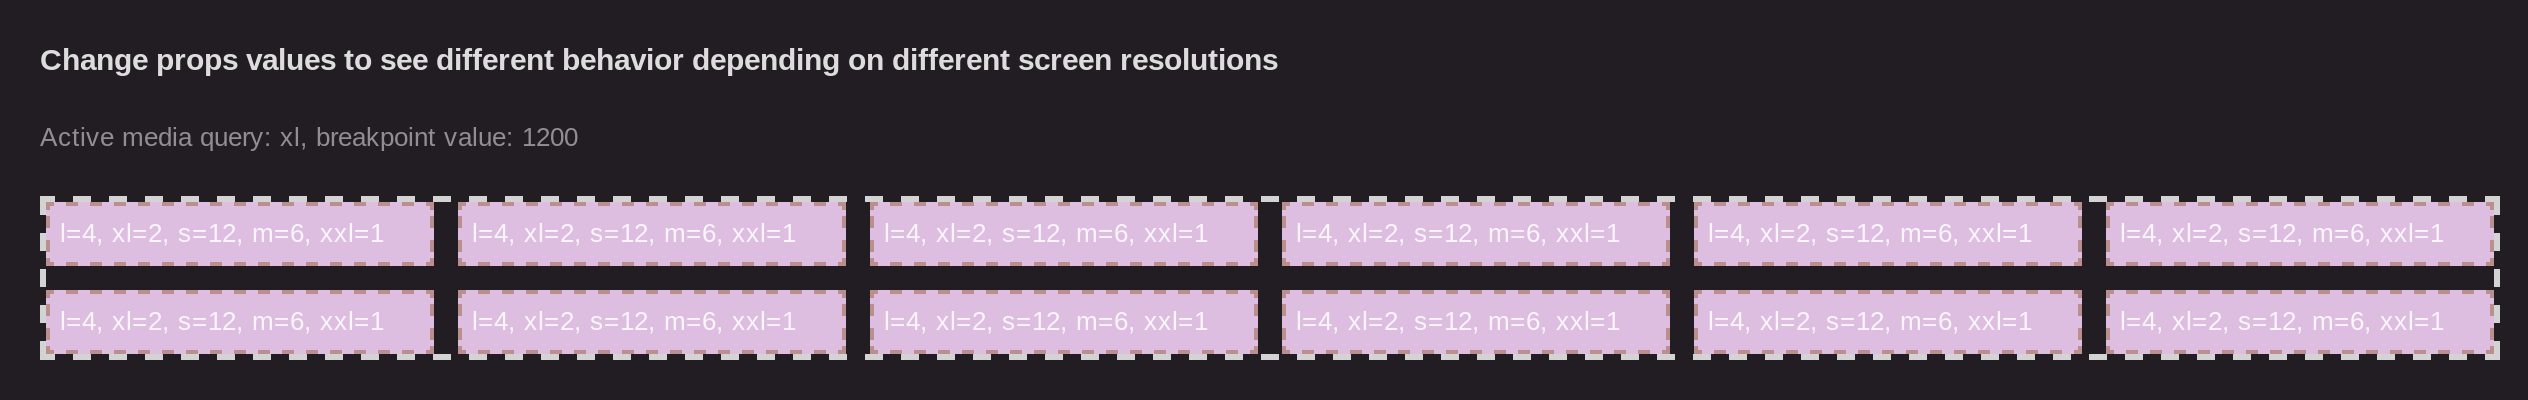 Change props values to see different behavior depending on different screen resolutions
Active media query: xl, breakpoint value: 1200
l=4, xl=2, s=12, m=6, xxl=1 l=4, xl=2, s=12, m=6, xxl=1 l=4, xl=2, s=12, m=6, xxl=1 l=4, xl=2, s=12, m=6, xxl=1 l=4, xl=2, s=12, m=6, xxl=1 l=4, xl=2, s=12, m=6, xxl=1
l=4, xl=2, s=12, m=6, xxl=1 l=4, xl=2, s=12, m=6, xxl=1 l=4, xl=2, s=12, m=6, xxl=1 l=4, xl=2, s=12, m=6, xxl=1 l=4, xl=2, s=12, m=6, xxl=1 l=4, xl=2, s=12, m=6, xxl=1